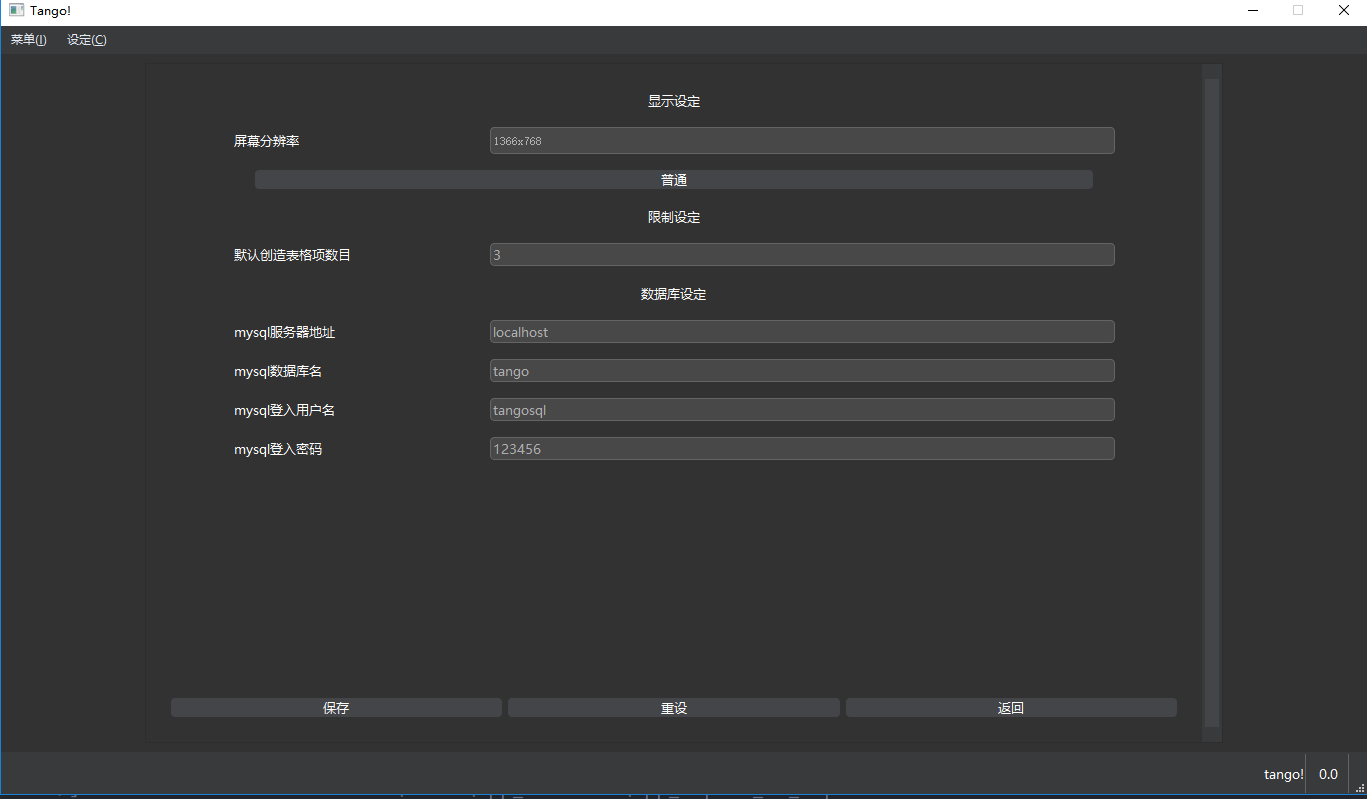 Tango!
菜单(I) 设定(C)
显示设定
屏幕分辨率 1366x768
普通
限制设定
默认创造表格项数目 3
数据库设定
mysql服务器地址 localhost
mysql数据库名 tango
mysql登入用户名 tangosql
mysql登入密码 123456
保存 重设 返回
tango! 0.0